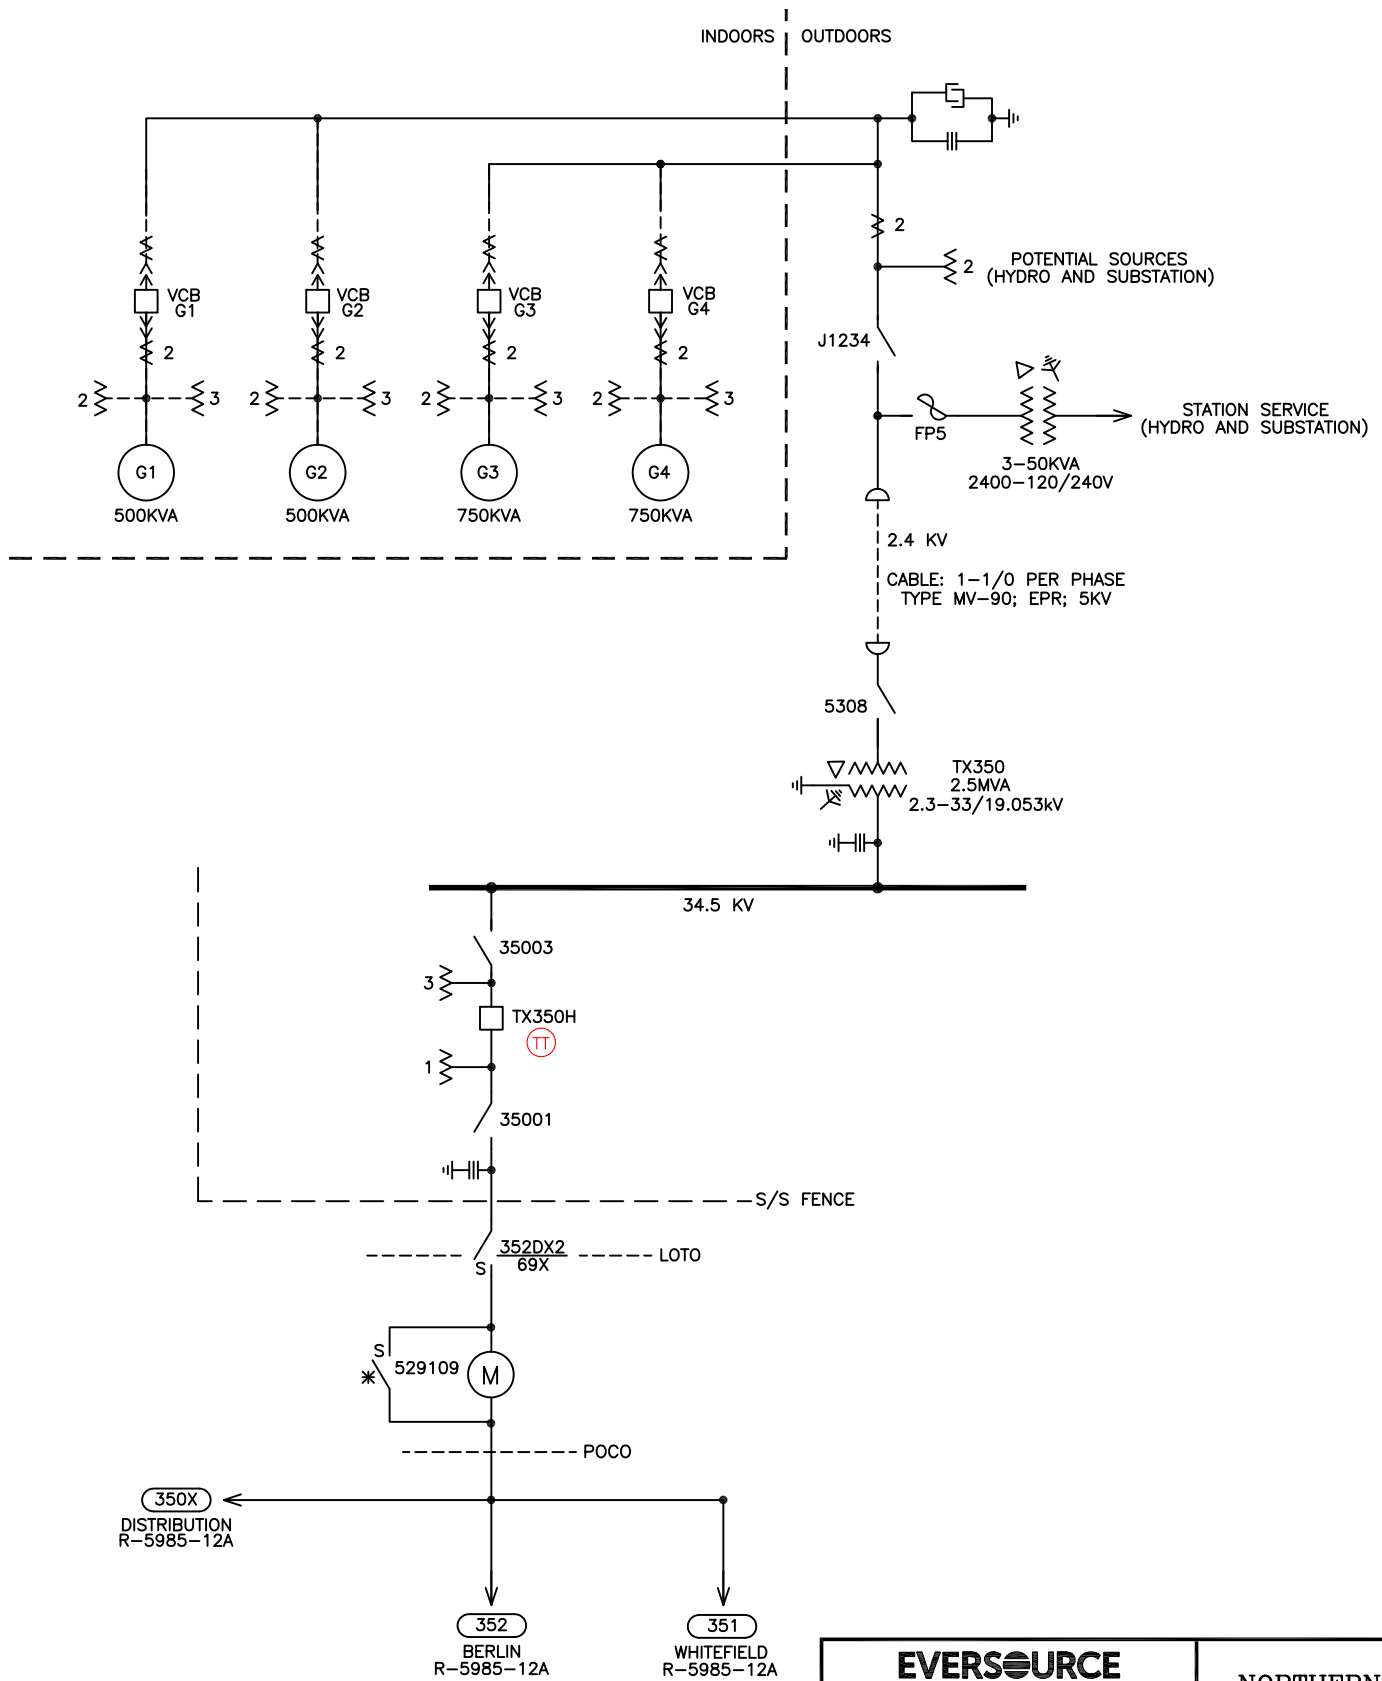 INDOORS
OUTDOORS
2
2
POTENTIAL SOURCES
(HYDRO AND SUBSTATION)
VCB
G1
VCB
G2
VCB
G3
VCB
G4
J1234
2
2
2
2
2
3
2
3
2
3
2
3
STATION SERVICE
(HYDRO AND SUBSTATION)
FP5
3-50KVA
2400-120/240V
G1
G2
G3
G4
500KVA
500KVA
750KVA
750KVA
2.4 KV
CABLE: 1-1/0 PER PHASE
TYPE MV-90; EPR; 5KV
5308
TX350
2.5MVA
2.3-33/19.053kV
34.5 KV
35003
3
TX350H
TT
1
35001
S/S FENCE
352DX2
69X
LOTO
S
S
529109
M
POCO
350X
DISTRIBUTION
R-5985-12A
352
BERLIN
R-5985-12A
351
WHITEFIELD
R-5985-12A
EVERSOURCE
NORTHERN